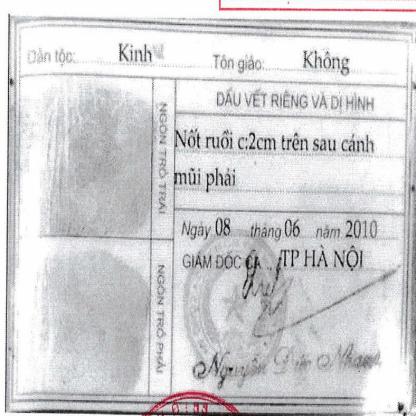 Dân tộc: Kinh Tôn giáo: Không
NGÓN TRỎ TRÁI
DẤU VẾT RIÊNG VÀ DỊ HÌNH
Nốt ruồi c:2cm trên sau cánh
mũi phải
Ngày 08 tháng 06 năm 2010
GIÁM ĐỐC CA TP HÀ NỘI
NGÓN TRỎ PHẢI
Nguyễn Đức Nhanh